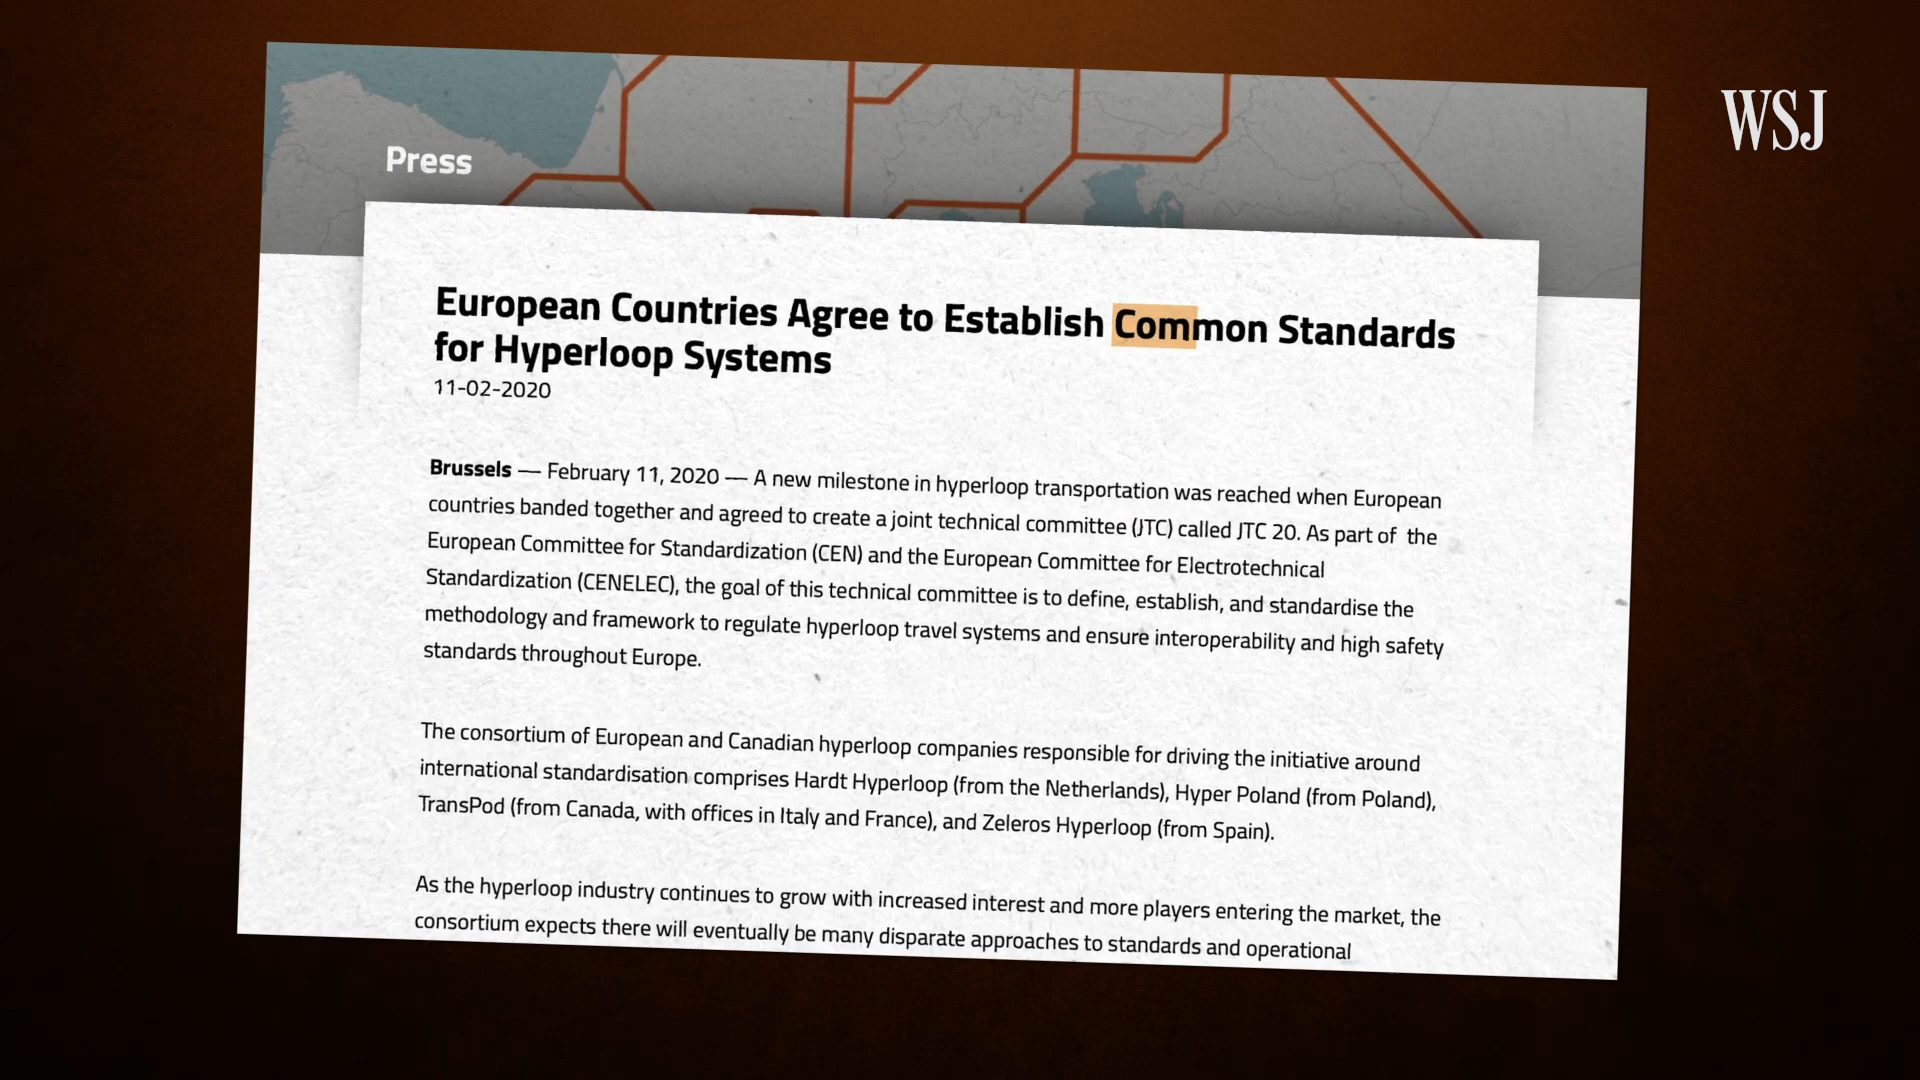 WSJ
Press
European Countries Agree to Establish Common Standards
for Hyperloop Systems
11-02-2020
Brussels — February 11, 2020 — A new milestone in hyperloop transportation was reached when European
countries banded together and agreed to create a joint technical committee (JTC) called JTC 20. As part of  the
European Committee for Standardization (CEN) and the European Committee for Electrotechnical
Standardization (CENELEC), the goal of this technical committee is to define, establish, and standardise the
methodology and framework to regulate hyperloop travel systems and ensure interoperability and high safety
standards throughout Europe.
The consortium of European and Canadian hyperloop companies responsible for driving the initiative around
international standardisation comprises Hardt Hyperloop (from the Netherlands), Hyper Poland (from Poland),
TransPod (from Canada, with offices in Italy and France), and Zeleros Hyperloop (from Spain).
As the hyperloop industry continues to grow with increased interest and more players entering the market, the
consortium expects there will eventually be many disparate approaches to standards and operational